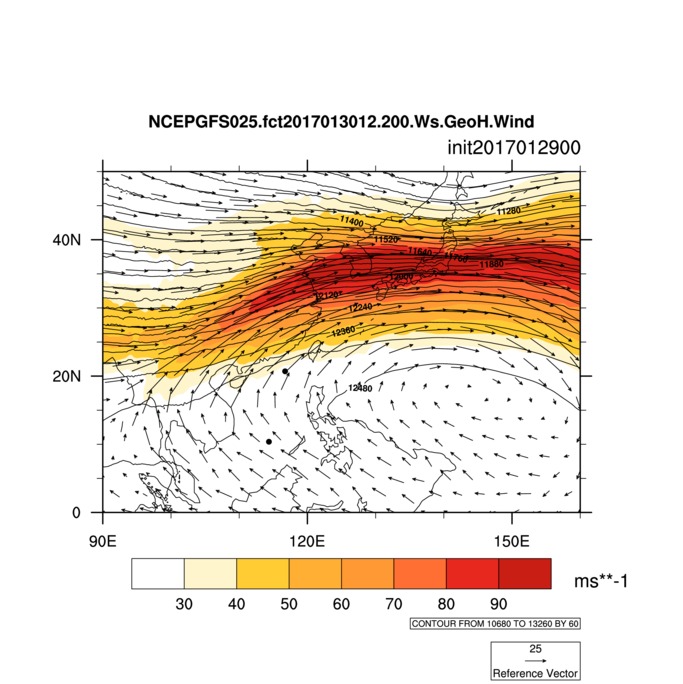 NCEPGFS025.fct2017013012.200.Ws.GeoH.Wind
init2017012900
11280
11400
40N
11520
11640
11760
11880
12000
12120
12240
12360
20N
12480
0
90E 120E 150E
ms**-1
30 40 50 60 70 80 90
CONTOUR FROM 10680 TO 13260 BY 60
25
Reference Vector